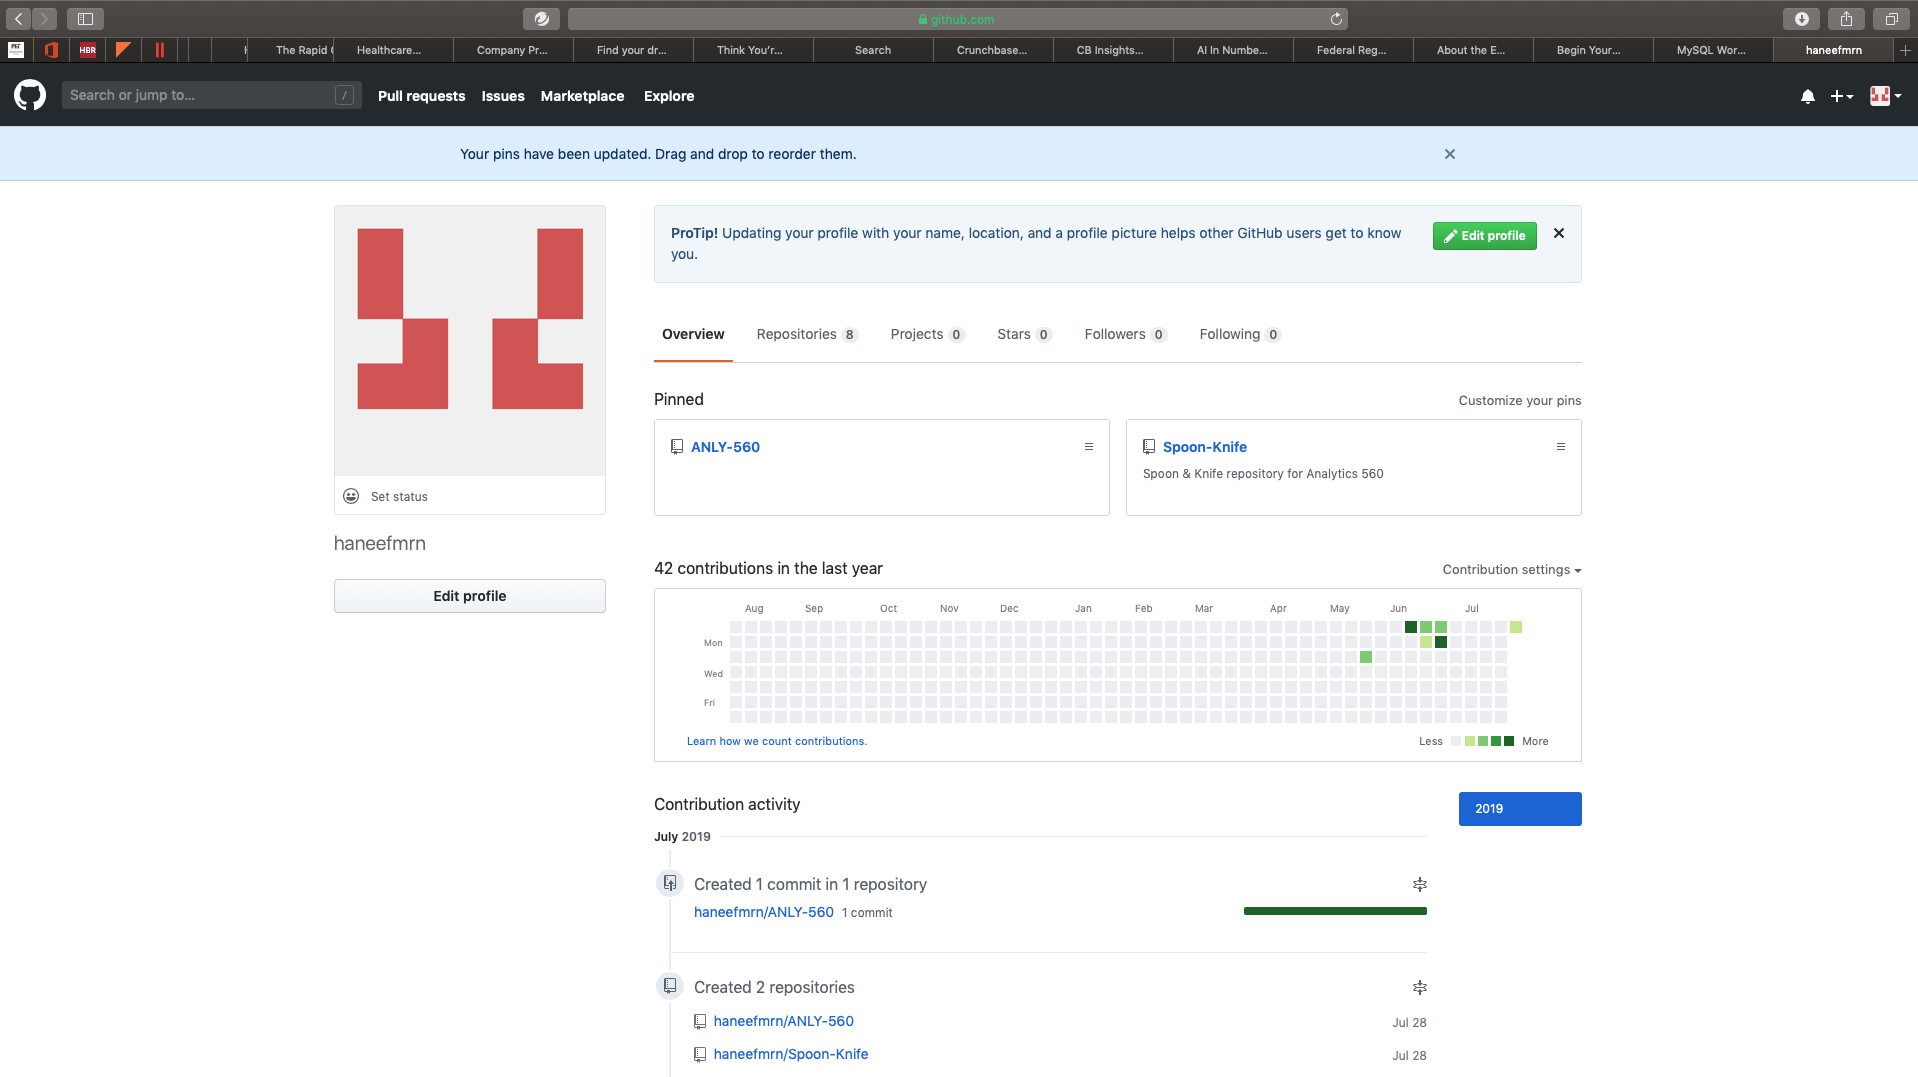 github.com
HBR
The Rapid
Healthcare...
Company Pr...
Find your dr...
Think You'r...
Search
Crunchbase...
CB Insights...
AI In Numbe...
Federal Reg...
About the E...
Begin Your...
MySQL Wor...
haneefmrn
Search or jump to...
/
Pull requests
Issues
Marketplace
Explore
Your pins have been updated. Drag and drop to reorder them.
ProTip! Updating your profile with your name, location, and a profile picture helps other GitHub users get to know
you.
Edit profile
Overview
Repositories 8
Projects 0
Stars 0
Followers 0
Following 0
Set status
haneefmrn
Edit profile
Pinned
Customize your pins
ANLY-560
Spoon-Knife
Spoon & Knife repository for Analytics 560
42 contributions in the last year
Contribution settings
Aug Sep Oct Nov Dec Jan Feb Mar Apr May Jun Jul
Mon
Wed
Fri
Learn how we count contributions.
Less
More
Contribution activity
2019
July 2019
Created 1 commit in 1 repository
haneefmrn/ANLY-560 1 commit
Created 2 repositories
haneefmrn/ANLY-560
Jul 28
haneefmrn/Spoon-Knife
Jul 28